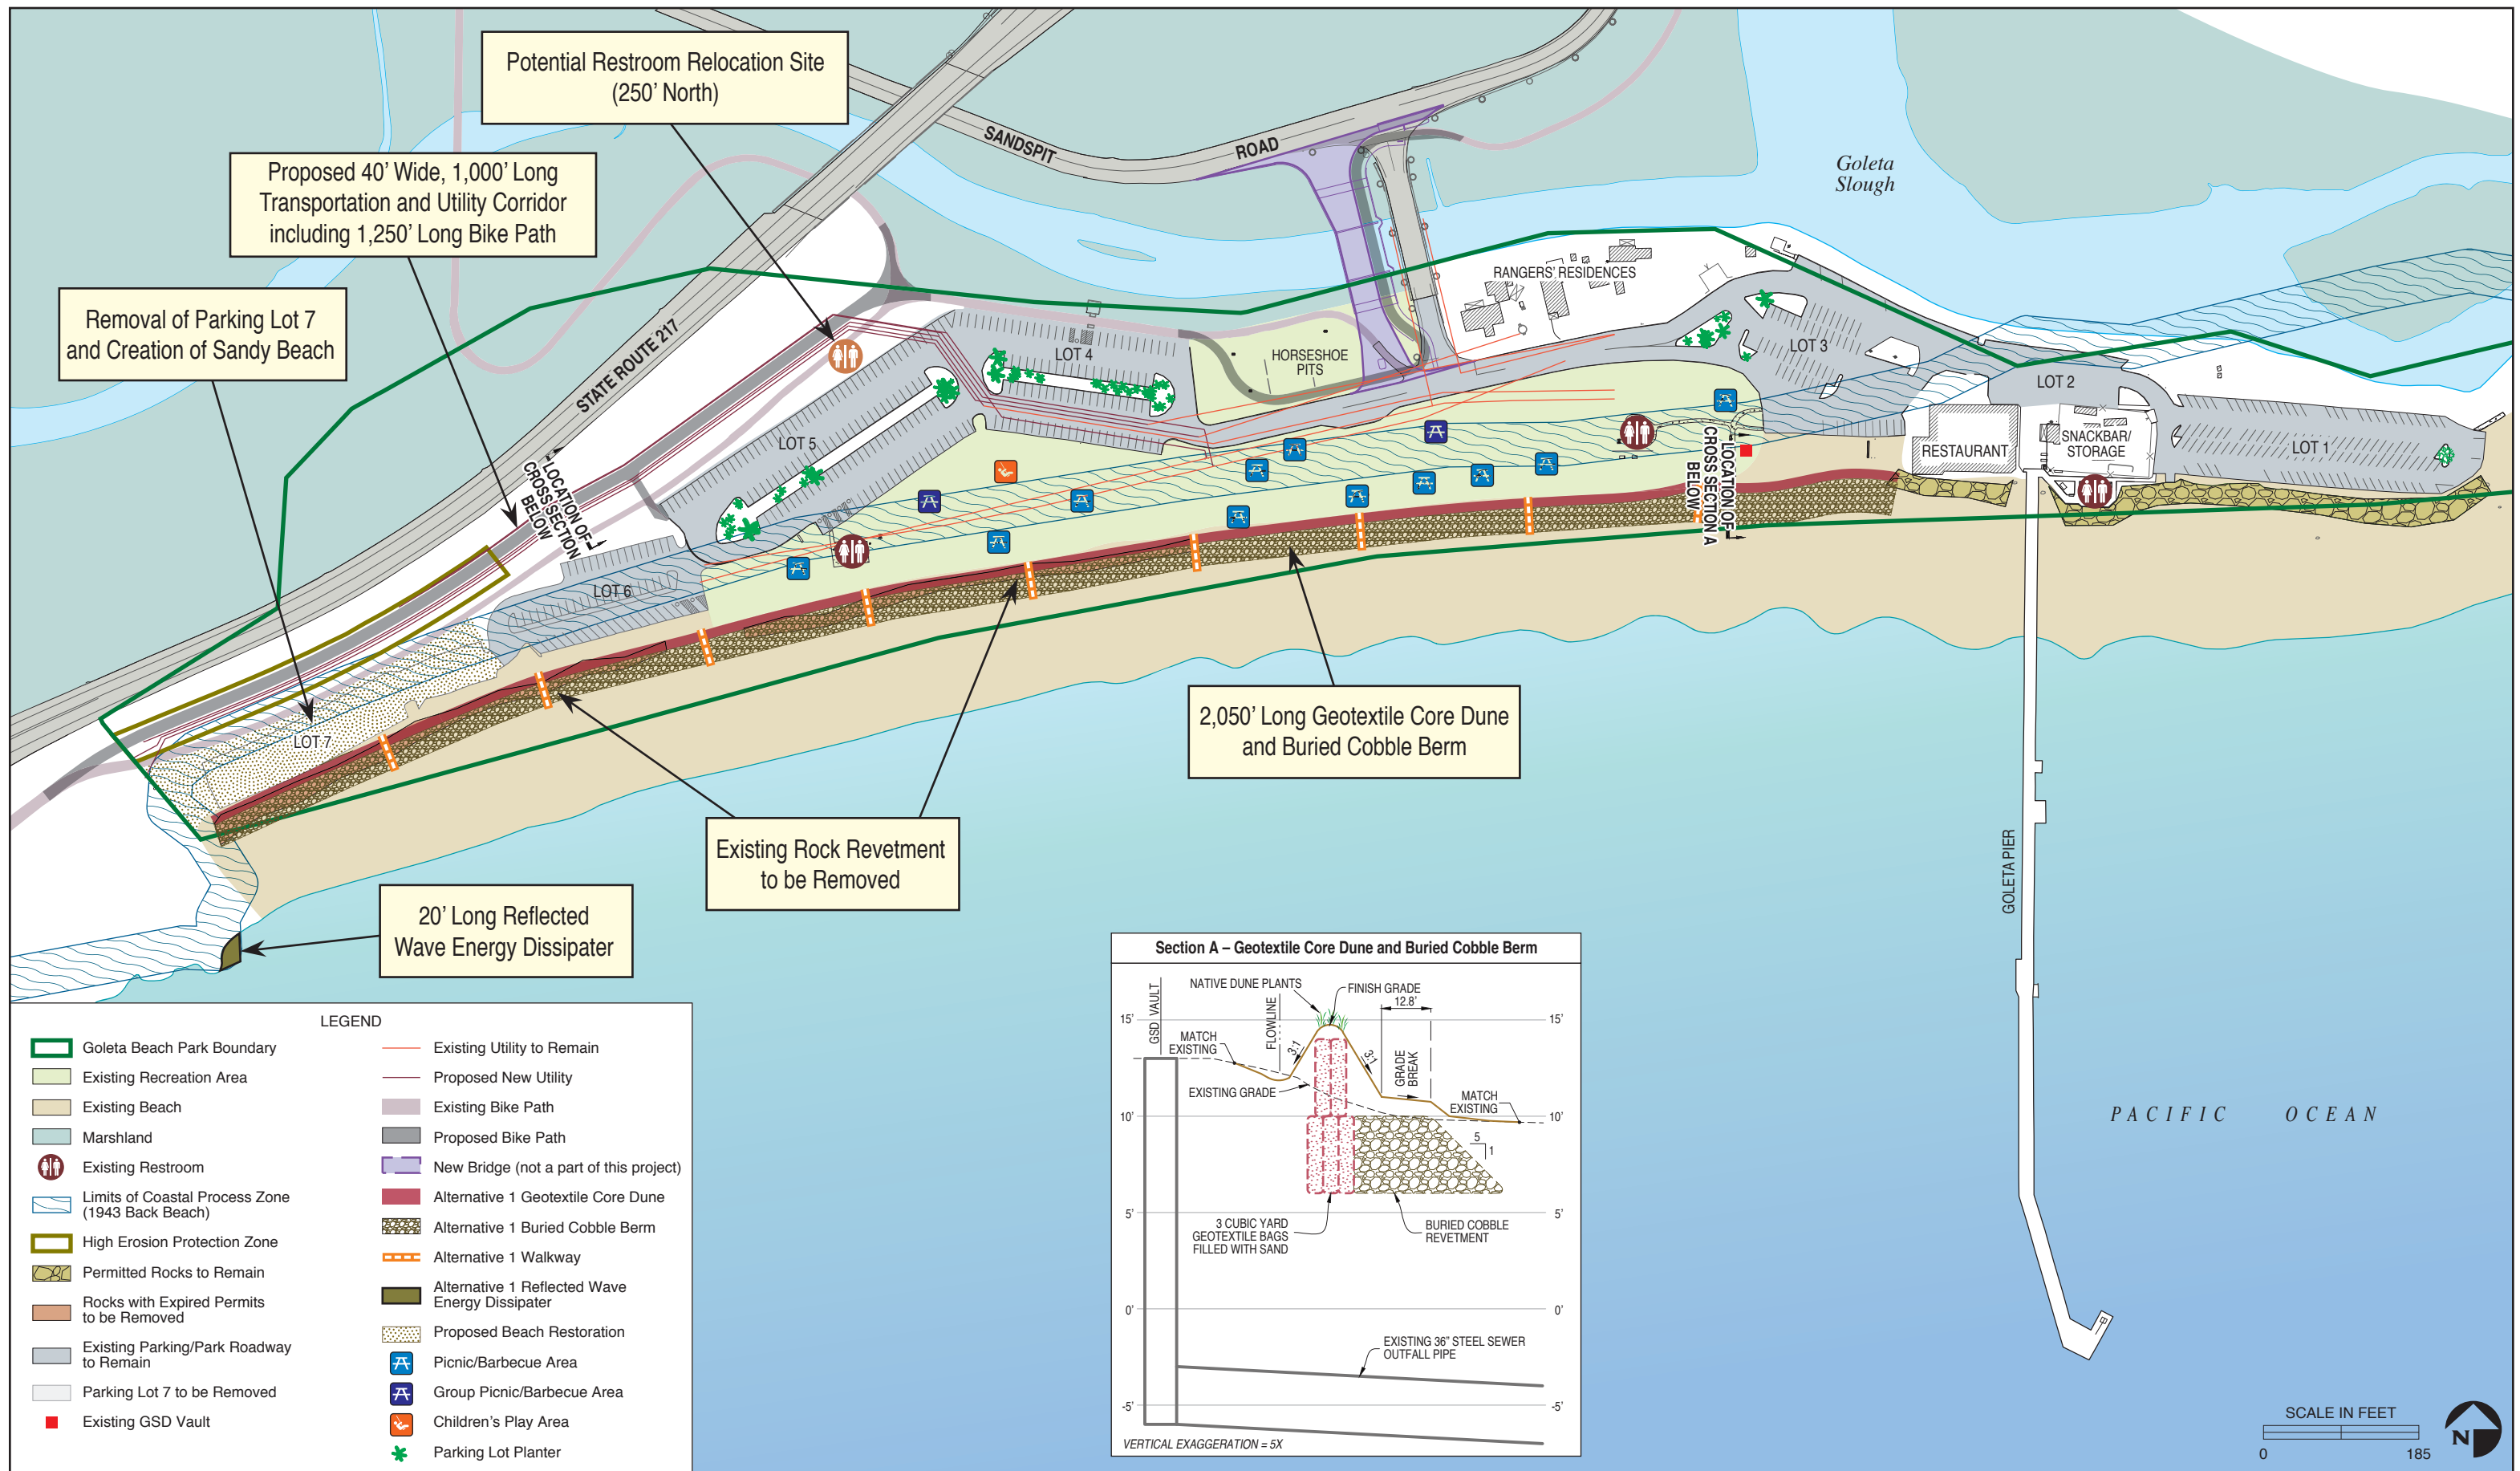 Potential Restroom Relocation Site
(250’ North)
Proposed 40’ Wide, 1,000’ Long
Transportation and Utility Corridor
including 1,250’ Long Bike Path
Removal of Parking Lot 7
and Creation of Sandy Beach
SANDSPIT
ROAD
Goleta
Slough
STATE ROUTE 217
RANGERS’ RESIDENCES
HORSESHOE
PITS
LOT 4
LOT 3
LOT 2
LOT 5
RESTAURANT
SNACKBAR/
STORAGE
LOT 1
LOCATION OF
CROSS SECTION
BELOW
LOCATION OF
CROSS SECTION A
BELOW
LOT 6
LOT 7
2,050’ Long Geotextile Core Dune
and Buried Cobble Berm
Existing Rock Revetment
to be Removed
20’ Long Reflected
Wave Energy Dissipater
GOLETA PIER
PACIFIC OCEAN
LEGEND
Goleta Beach Park Boundary
Existing Recreation Area
Existing Beach
Marshland
Existing Restroom
Limits of Coastal Process Zone
(1943 Back Beach)
High Erosion Protection Zone
Permitted Rocks to Remain
Rocks with Expired Permits
to be Removed
Existing Parking/Park Roadway
to Remain
Parking Lot 7 to be Removed
Existing GSD Vault
Existing Utility to Remain
Proposed New Utility
Existing Bike Path
Proposed Bike Path
New Bridge (not a part of this project)
Alternative 1 Geotextile Core Dune
Alternative 1 Buried Cobble Berm
Alternative 1 Walkway
Alternative 1 Reflected Wave
Energy Dissipater
Proposed Beach Restoration
Picnic/Barbecue Area
Group Picnic/Barbecue Area
Children’s Play Area
Parking Lot Planter
Section A – Geotextile Core Dune and Buried Cobble Berm
GSD VAULT
NATIVE DUNE PLANTS
FINISH GRADE
12.8’
15’
15’
MATCH
EXISTING
FLOWLINE
3:1
3:1
GRADE
BREAK
EXISTING GRADE
MATCH
EXISTING
10’
10’
5
1
5’
5’
3 CUBIC YARD
GEOTEXTILE BAGS
FILLED WITH SAND
BURIED COBBLE
REVETMENT
0’
0’
EXISTING 36” STEEL SEWER
OUTFALL PIPE
-5’
-5’
VERTICAL EXAGGERATION = 5X
SCALE IN FEET
0
185
N